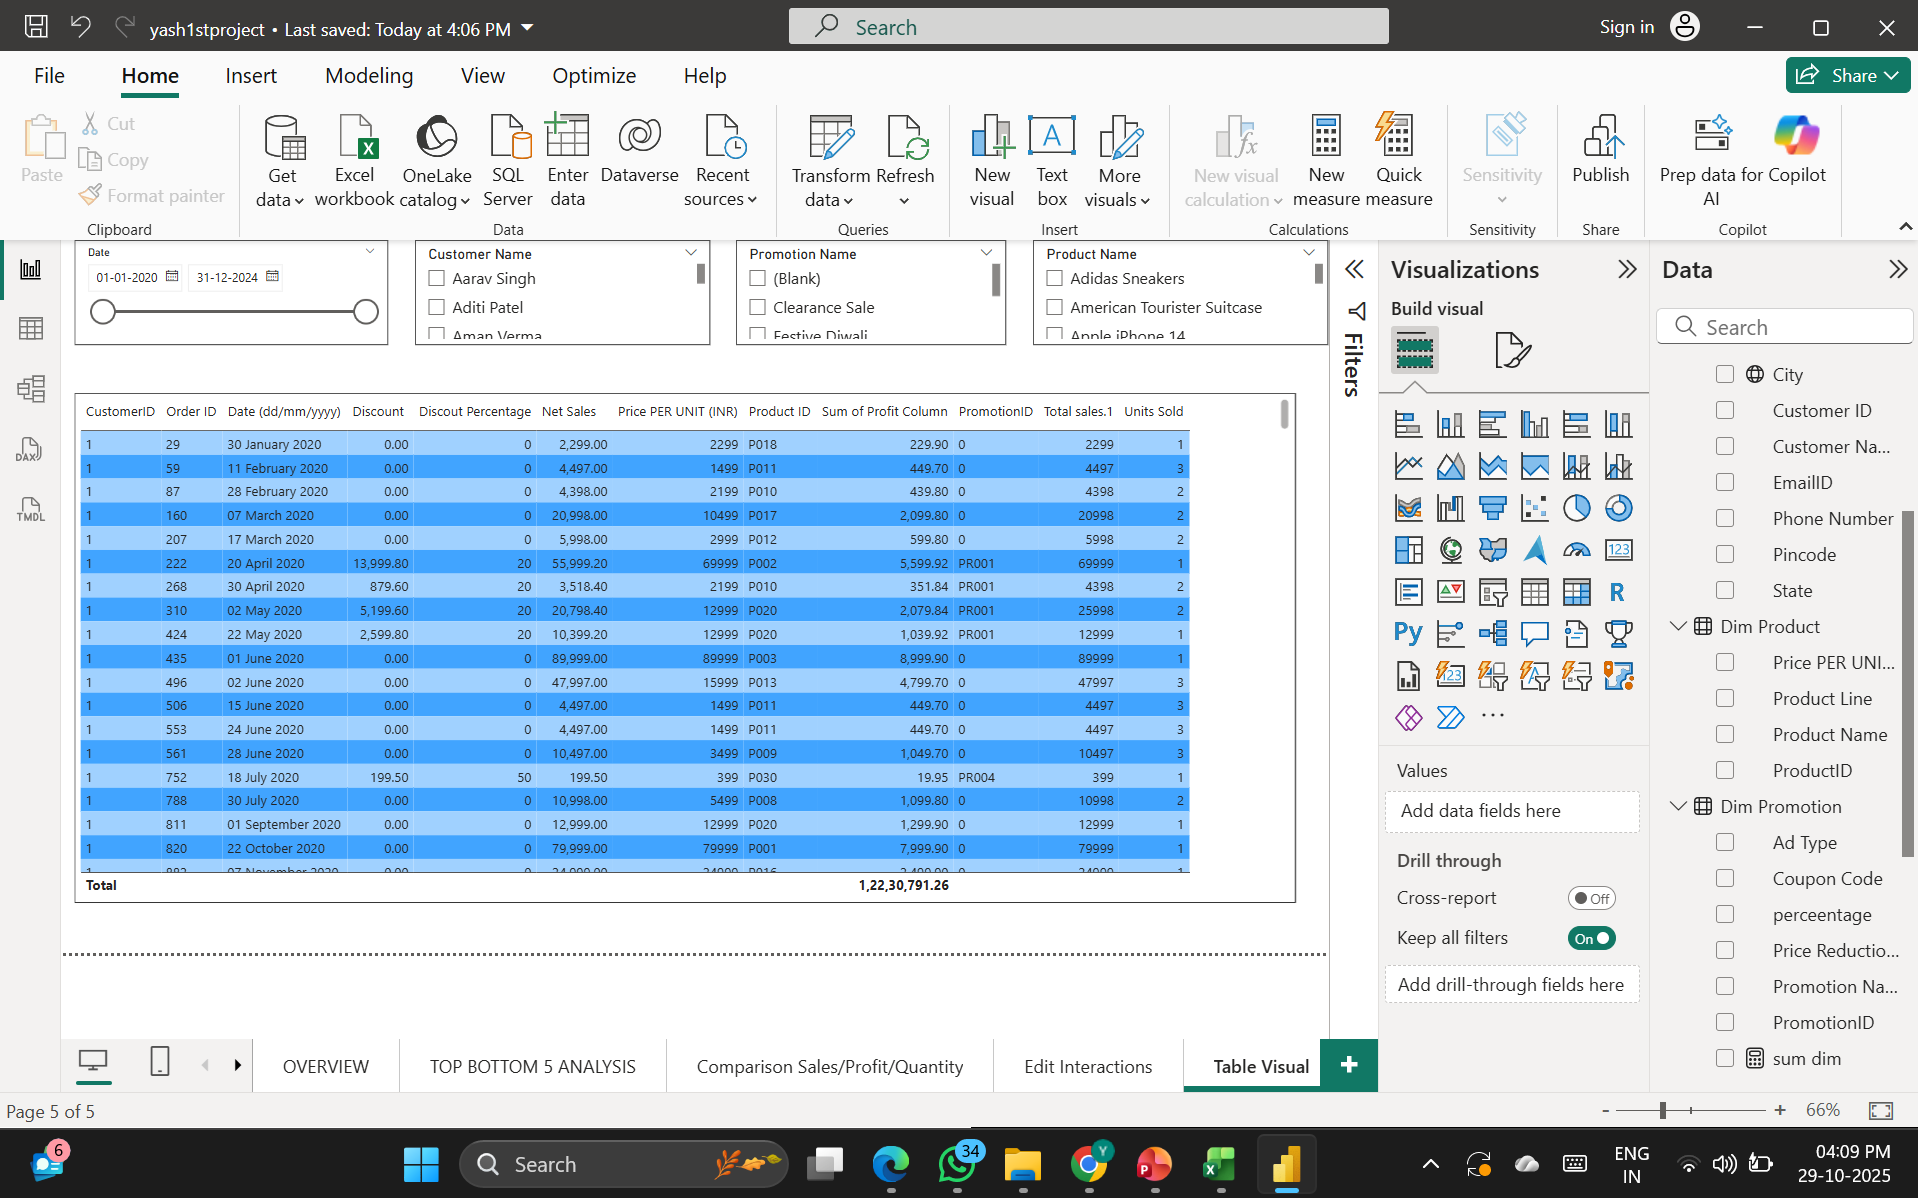 yash1stproject • Last saved: Today at 4:06 PM
Search
Sign in
File Home Insert Modeling View Optimize Help
Share
Paste
Cut
Copy
Format painter
Clipboard
Get data
Excel workbook
OneLake catalog
SQL Server
Enter data
Dataverse
Recent sources
Data
Transform data
Refresh
Queries
New visual
Text box
More visuals
Insert
New visual calculation
New measure
Quick measure
Calculations
Sensitivity
Sensitivity
Publish
Share
Prep data for AI
Copilot
Copilot
Date
01-01-2020 31-12-2024
Customer Name
Aarav Singh
Aditi Patel
Aman Verma
Promotion Name
(Blank)
Clearance Sale
Festive Diwali
Product Name
Adidas Sneakers
American Tourister Suitcase
Apple iPhone 14
CustomerID Order ID Date (dd/mm/yyyy) Discount Discout Percentage Net Sales Price PER UNIT (INR) Product ID Sum of Profit Column PromotionID Total sales.1 Units Sold
1 29 30 January 2020 0.00 0 2,299.00 2299 P018 229.90 0 2299 1
1 59 11 February 2020 0.00 0 4,497.00 1499 P011 449.70 0 4497 3
1 87 28 February 2020 0.00 0 4,398.00 2199 P010 439.80 0 4398 2
1 160 07 March 2020 0.00 0 20,998.00 10499 P017 2,099.80 0 20998 2
1 207 17 March 2020 0.00 0 5,998.00 2999 P012 599.80 0 5998 2
1 222 20 April 2020 13,999.80 20 55,999.20 69999 P002 5,599.92 PR001 69999 1
1 268 30 April 2020 879.60 20 3,518.40 2199 P010 351.84 PR001 4398 2
1 310 02 May 2020 5,199.60 20 20,798.40 12999 P020 2,079.84 PR001 25998 2
1 424 22 May 2020 2,599.80 20 10,399.20 12999 P020 1,039.92 PR001 12999 1
1 435 01 June 2020 0.00 0 89,999.00 89999 P003 8,999.90 0 89999 1
1 496 02 June 2020 0.00 0 47,997.00 15999 P013 4,799.70 0 47997 3
1 506 15 June 2020 0.00 0 4,497.00 1499 P011 449.70 0 4497 3
1 553 24 June 2020 0.00 0 4,497.00 1499 P011 449.70 0 4497 3
1 561 28 June 2020 0.00 0 10,497.00 3499 P009 1,049.70 0 10497 3
1 752 18 July 2020 199.50 50 199.50 399 P030 19.95 PR004 399 1
1 788 30 July 2020 0.00 0 10,998.00 5499 P008 1,099.80 0 10998 2
1 811 01 September 2020 0.00 0 12,999.00 12999 P020 1,299.90 0 12999 1
1 820 22 October 2020 0.00 0 79,999.00 79999 P001 7,999.90 0 79999 1
Total 1,22,30,791.26
Filters
Visualizations
Build visual
123
R
Py
123
Values
Add data fields here
Drill through
Cross-report Off
Keep all filters On
Add drill-through fields here
Data
Search
City
Customer ID
Customer Na...
EmailID
Phone Number
Pincode
State
Dim Product
Price PER UNI...
Product Line
Product Name
ProductID
Dim Promotion
Ad Type
Coupon Code
perceentage
Price Reductio...
Promotion Na...
PromotionID
sum dim
DAX
TMDL
OVERVIEW TOP BOTTOM 5 ANALYSIS Comparison Sales/Profit/Quantity Edit Interactions Table Visual +
Page 5 of 5
- + 66%
6
Search
34
Y
ENG
IN
04:09 PM
29-10-2025